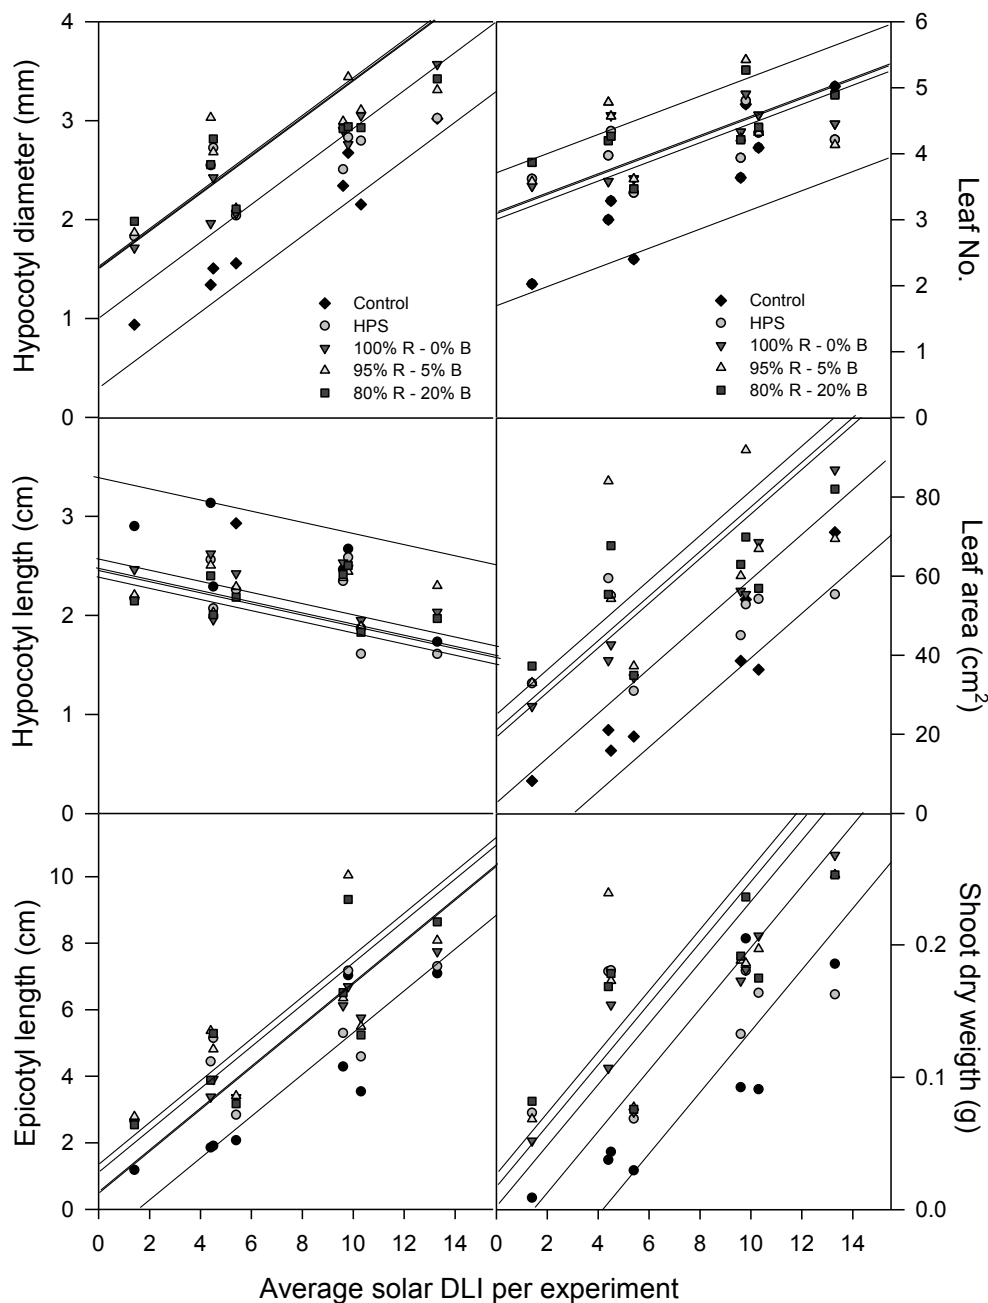 4
3
2
1
0
Hypocotyl diameter (mm)
Control
HPS
100% R - 0% B
95% R - 5% B
80% R - 20% B
6
5
4
3
2
1
0
Leaf No.
Control
HPS
100% R - 0% B
95% R - 5% B
80% R - 20% B
3
2
1
0
Hypocotyl length (cm)
80
60
40
20
0
Leaf area (cm²)
10
8
6
4
2
0
Epicotyl length (cm)
0.2
0.1
0.0
Shoot dry weigth (g)
0 2 4 6 8 10 12 14
0 2 4 6 8 10 12 14
Average solar DLI per experiment